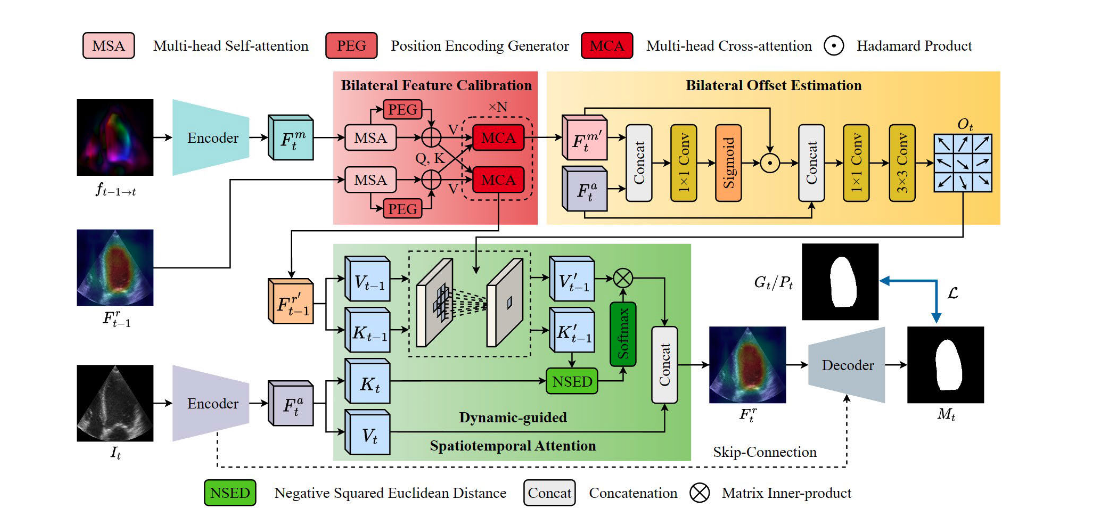 MSA Multi-head Self-attention PEG Position Encoding Generator MCA Multi-head Cross-attention Hadamard Product
Bilateral Feature Calibration
Bilateral Offset Estimation
×N
PEG
Encoder
F_t^m
MSA
V
MCA
Q, K
MSA
V
MCA
PEG
f_{t-1→t}
F_t^{m'}
F_t^a
Concat
1×1 Conv
Sigmoid
Concat
1×1 Conv
3×3 Conv
O_t
F_{t-1}^r
F_{t-1}^{r'}
V_{t-1}
K_{t-1}
V'_{t-1}
K'_{t-1}
Softmax
NSED
Concat
G_t/P_t
ℒ
I_t
Encoder
F_t^a
K_t
V_t
Dynamic-guided
Spatiotemporal Attention
F_t^r
Decoder
M_t
Skip-Connection
NSED Negative Squared Euclidean Distance Concat Concatenation Matrix Inner-product